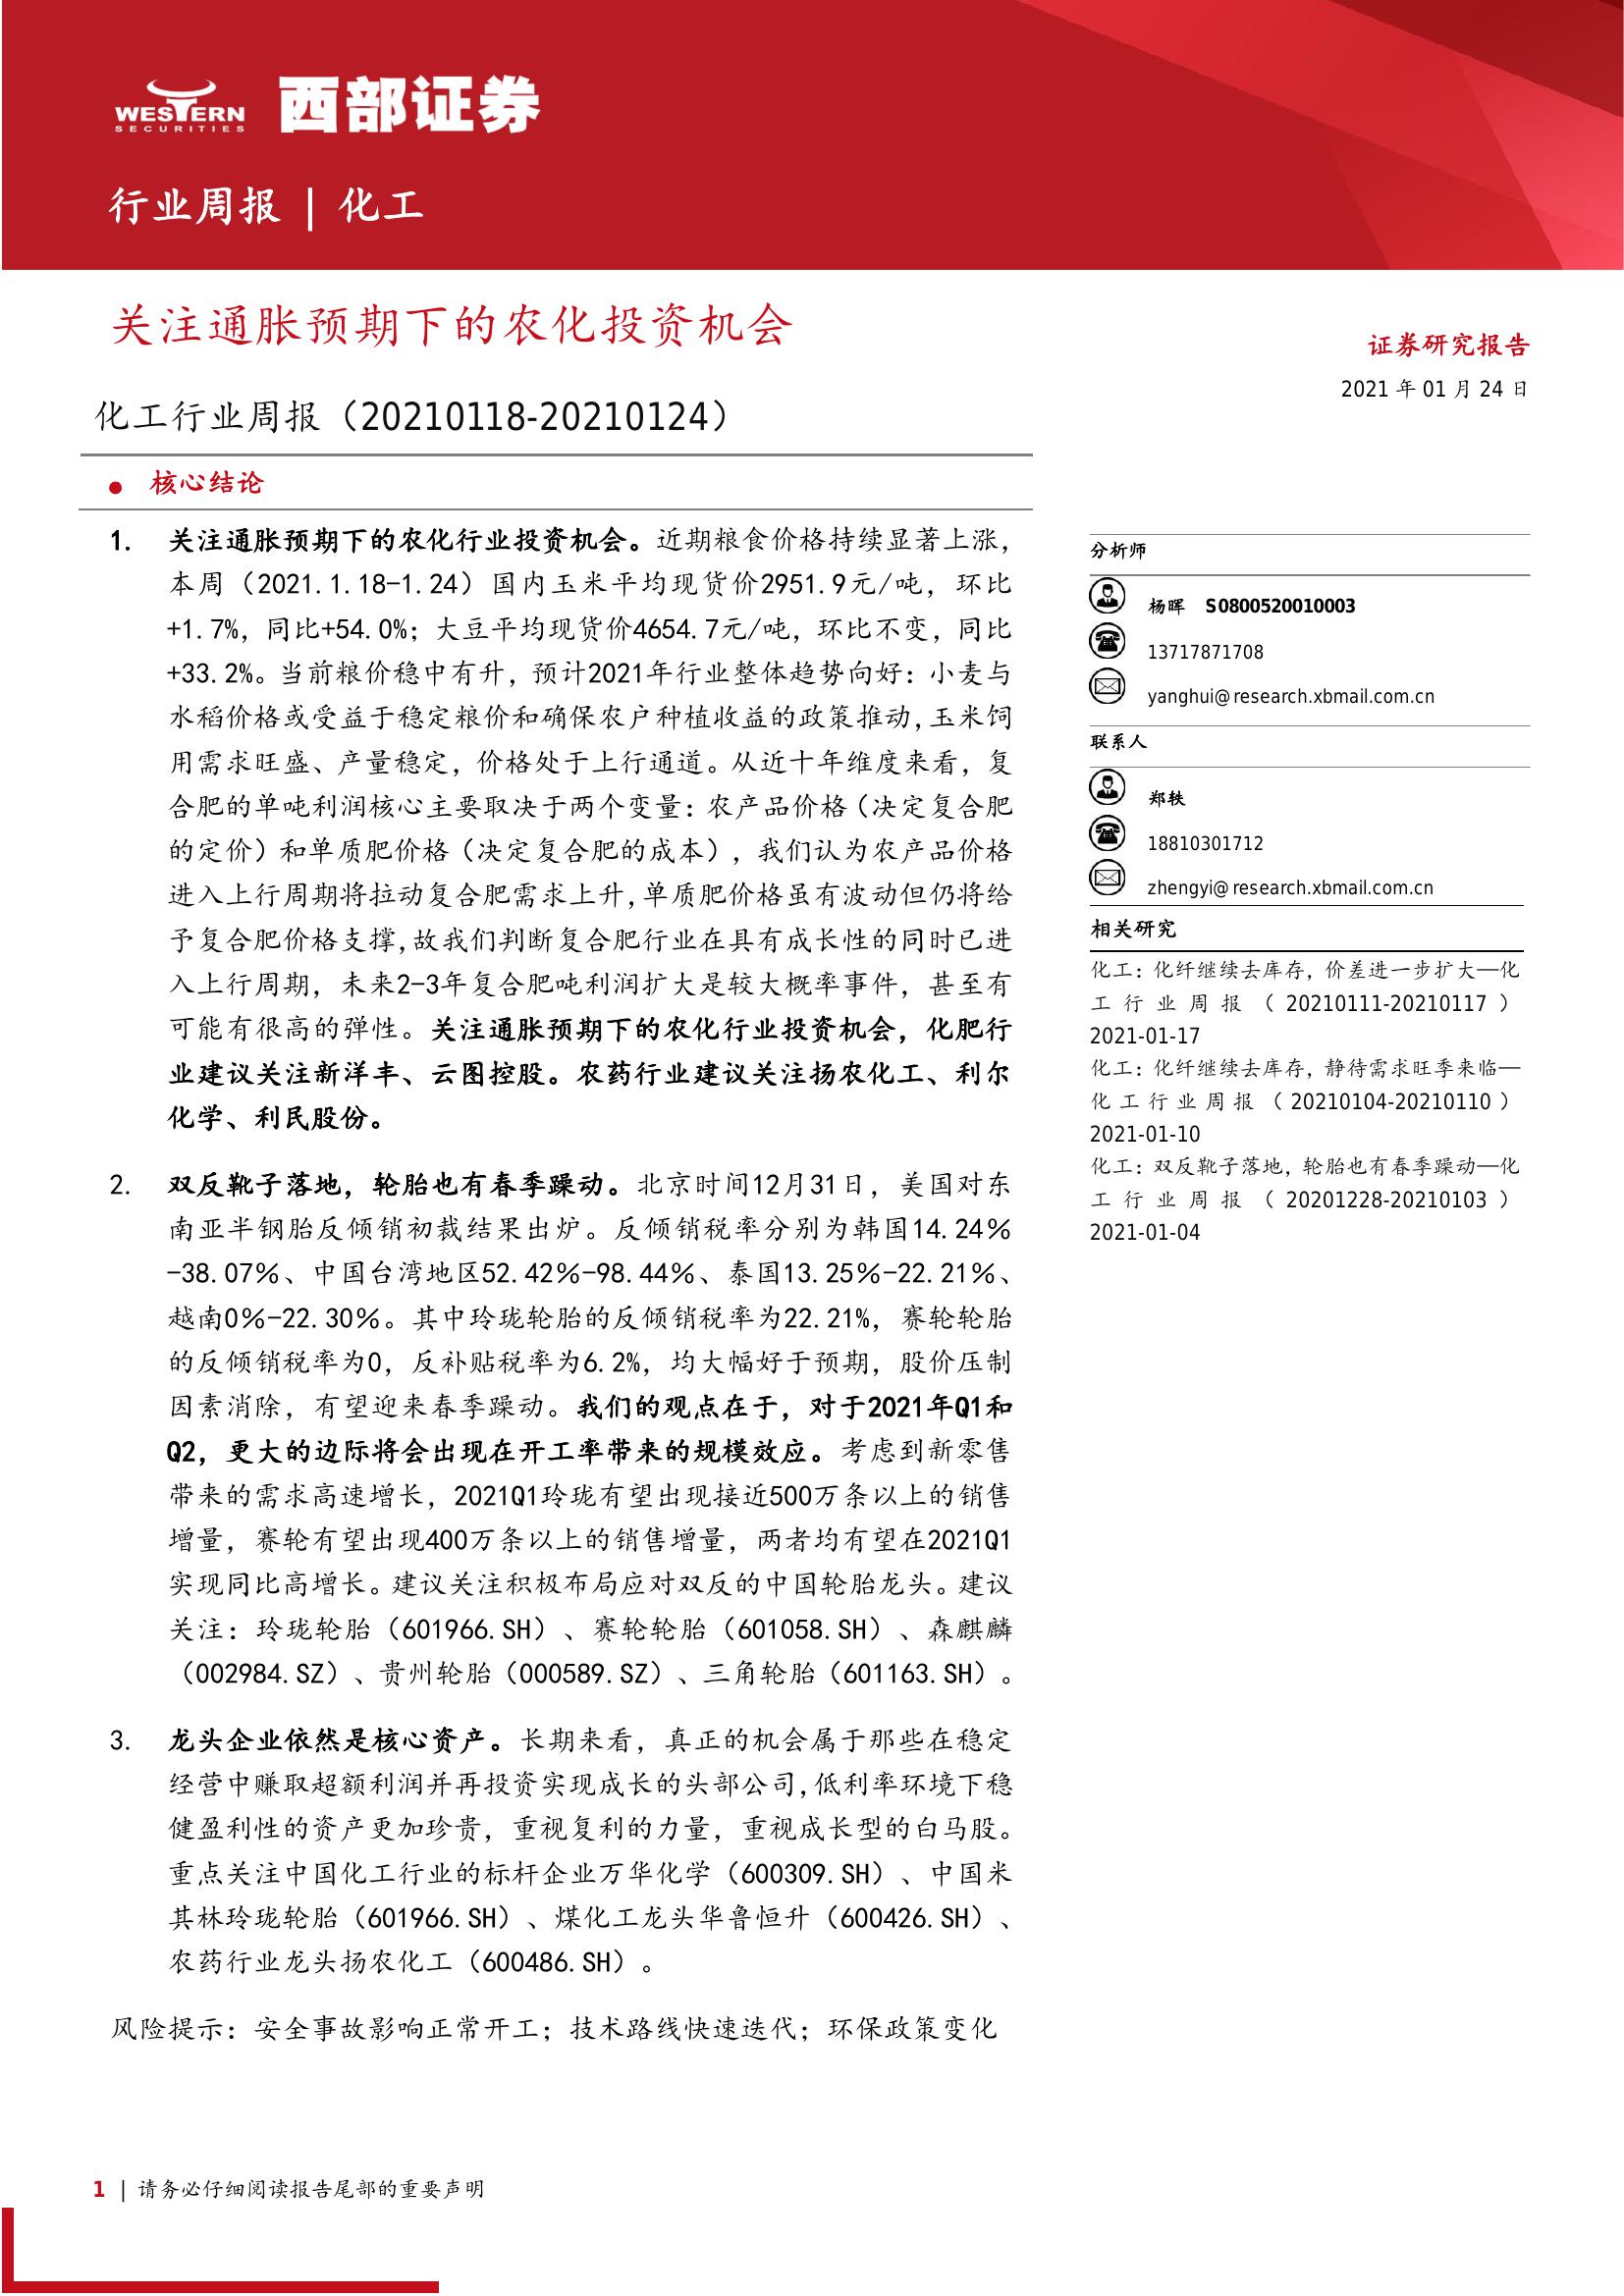 WESTERN
SECURITIES
西部证券
行业周报 | 化工
关注通胀预期下的农化投资机会
化工行业周报（20210118-20210124）
证券研究报告
2021 年 01 月 24 日
● 核心结论
1. 关注通胀预期下的农化行业投资机会。近期粮食价格持续显著上涨，
本周（2021.1.18-1.24）国内玉米平均现货价2951.9元/吨，环比
+1.7%，同比+54.0%；大豆平均现货价4654.7元/吨，环比不变，同比
+33.2%。当前粮价稳中有升，预计2021年行业整体趋势向好：小麦与
水稻价格或受益于稳定粮价和确保农户种植收益的政策推动，玉米饲
用需求旺盛、产量稳定，价格处于上行通道。从近十年维度来看，复
合肥的单吨利润核心主要取决于两个变量：农产品价格（决定复合肥
的定价）和单质肥价格（决定复合肥的成本），我们认为农产品价格
进入上行周期将拉动复合肥需求上升，单质肥价格虽有波动但仍将给
予复合肥价格支撑，故我们判断复合肥行业在具有成长性的同时已进
入上行周期，未来2-3年复合肥吨利润扩大是较大概率事件，甚至有
可能有很高的弹性。关注通胀预期下的农化行业投资机会，化肥行
业建议关注新洋丰、云图控股。农药行业建议关注扬农化工、利尔
化学、利民股份。
2. 双反靴子落地，轮胎也有春季躁动。北京时间12月31日，美国对东
南亚半钢胎反倾销初裁结果出炉。反倾销税率分别为韩国14.24%
-38.07%、中国台湾地区52.42%-98.44%、泰国13.25%-22.21%、
越南0%-22.30%。其中玲珑轮胎的反倾销税率为22.21%，赛轮轮胎
的反倾销税率为0，反补贴税率为6.2%，均大幅好于预期，股价压制
因素消除，有望迎来春季躁动。我们的观点在于，对于2021年Q1和
Q2，更大的边际将会出现在开工率带来的规模效应。考虑到新零售
带来的需求高速增长，2021Q1玲珑有望出现接近500万条以上的销售
增量，赛轮有望出现400万条以上的销售增量，两者均有望在2021Q1
实现同比高增长。建议关注积极布局应对双反的中国轮胎龙头。建议
关注：玲珑轮胎（601966.SH）、赛轮轮胎（601058.SH）、森麒麟
（002984.SZ）、贵州轮胎（000589.SZ）、三角轮胎（601163.SH）。
3. 龙头企业依然是核心资产。长期来看，真正的机会属于那些在稳定
经营中赚取超额利润并再投资实现成长的头部公司，低利率环境下稳
健盈利性的资产更加珍贵，重视复利的力量，重视成长型的白马股。
重点关注中国化工行业的标杆企业万华化学（600309.SH）、中国米
其林玲珑轮胎（601966.SH）、煤化工龙头华鲁恒升（600426.SH）、
农药行业龙头扬农化工（600486.SH）。
风险提示：安全事故影响正常开工；技术路线快速迭代；环保政策变化
分析师
杨晖 S0800520010003
13717871708
yanghui@research.xbmail.com.cn
联系人
郑轶
18810301712
zhengyi@research.xbmail.com.cn
相关研究
化工：化纤继续去库存，价差进一步扩大—化
工行业周报（20210111-20210117）
2021-01-17
化工：化纤继续去库存，静待需求旺季来临—
化工行业周报（20210104-20210110）
2021-01-10
化工：双反靴子落地，轮胎也有春季躁动—化
工行业周报（20201228-20210103）
2021-01-04
1 | 请务必仔细阅读报告尾部的重要声明